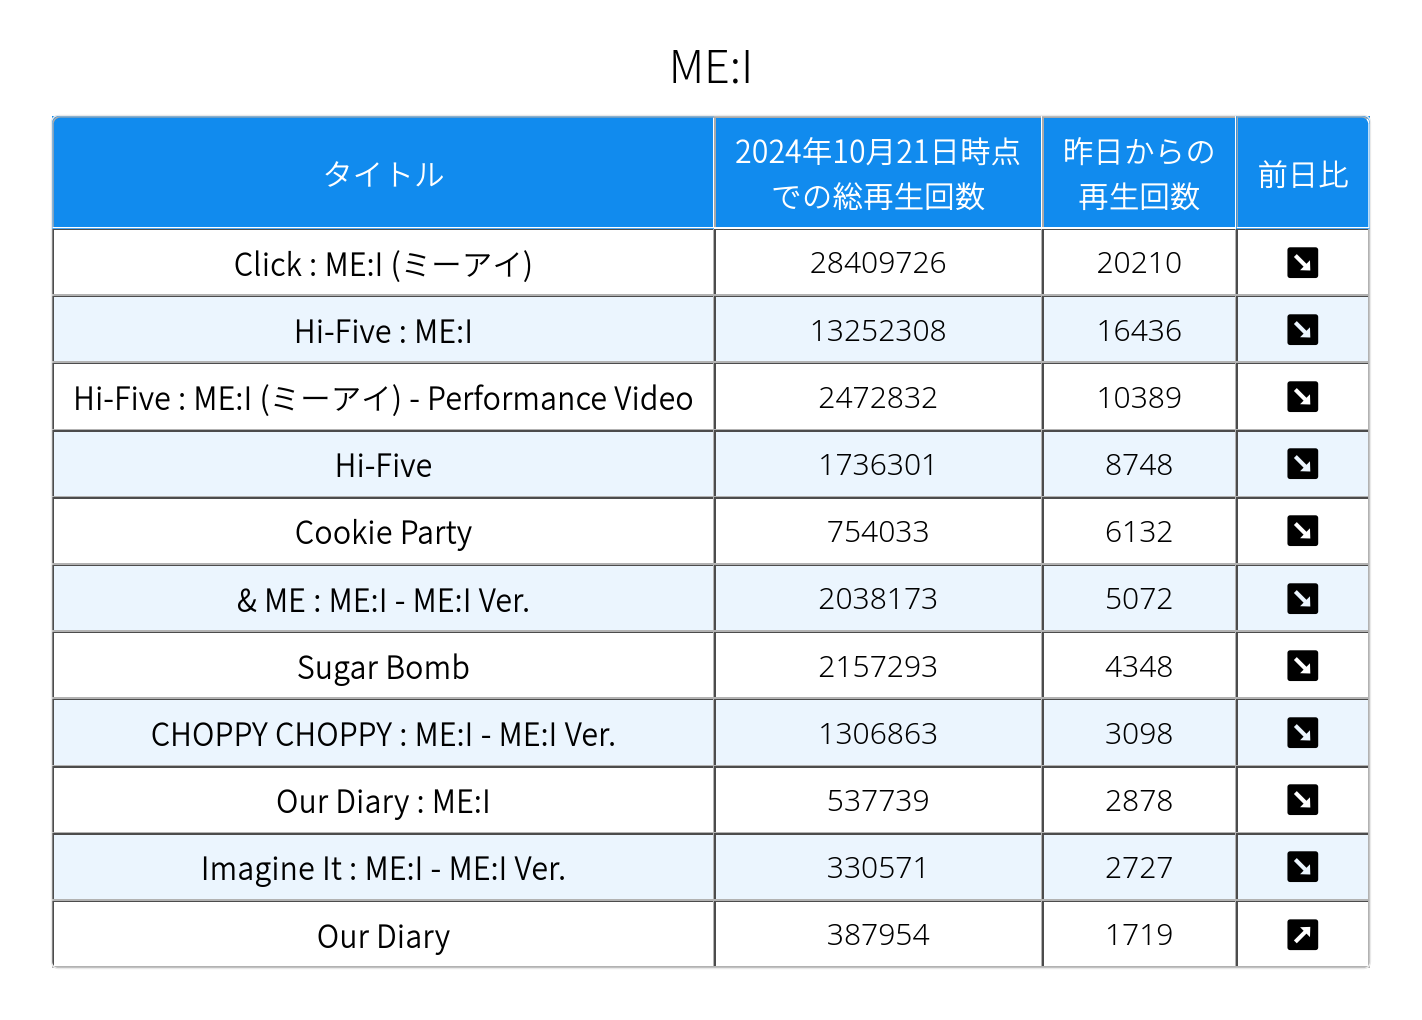 ME:I
タイトル
2024年10月21日時点
での総再生回数
昨日からの
再生回数
前日比
Click : ME:I (ミーアイ) 28409726 20210 ↘
Hi-Five : ME:I 13252308 16436 ↘
Hi-Five : ME:I (ミーアイ) - Performance Video 2472832 10389 ↘
Hi-Five 1736301 8748 ↘
Cookie Party 754033 6132 ↘
& ME : ME:I - ME:I Ver. 2038173 5072 ↘
Sugar Bomb 2157293 4348 ↘
CHOPPY CHOPPY : ME:I - ME:I Ver. 1306863 3098 ↘
Our Diary : ME:I 537739 2878 ↘
Imagine It : ME:I - ME:I Ver. 330571 2727 ↘
Our Diary 387954 1719 ↗